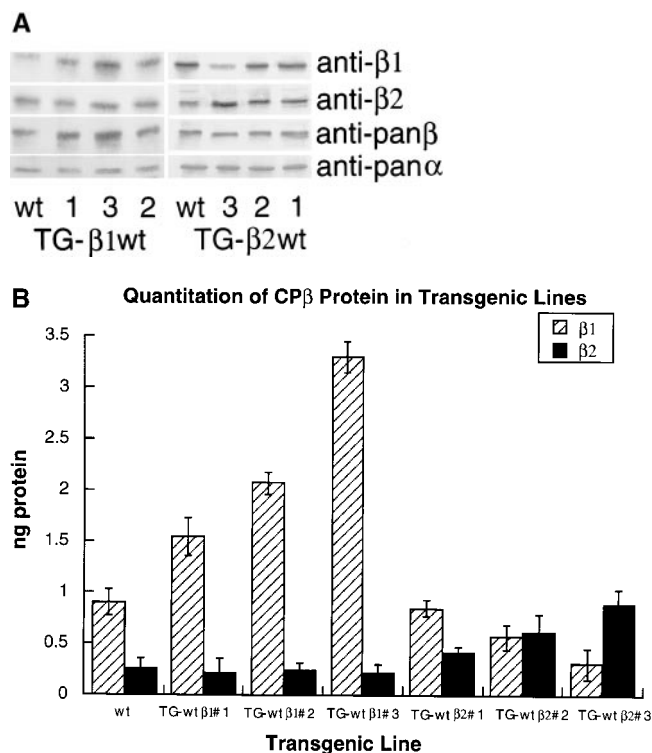 A
anti-β1
anti-β2
anti-panβ
anti-panα
wt 1 3 2 wt 3 2 1
TG-β1wt TG-β2wt
B Quantitation of CPβ Protein in Transgenic Lines
β1
β2
3.5
3
2.5
2
1.5
1
0.5
0
ng protein
wt TG-wt β1# 1 TG-wt β1# 2 TG-wt β1# 3 TG-wt β2# 1 TG-wt β2# 2 TG-wt β2# 3
Transgenic Line